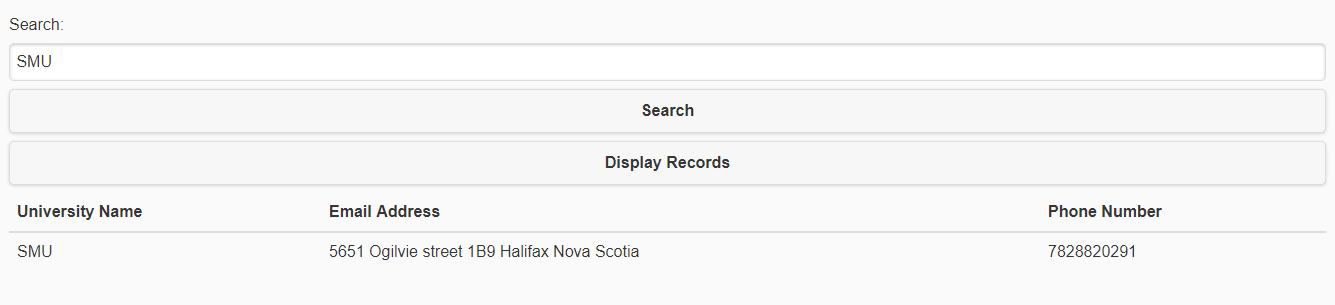 Search:
SMU
Search
Display Records
University Name Email Address Phone Number
SMU 5651 Ogilvie street 1B9 Halifax Nova Scotia 7828820291